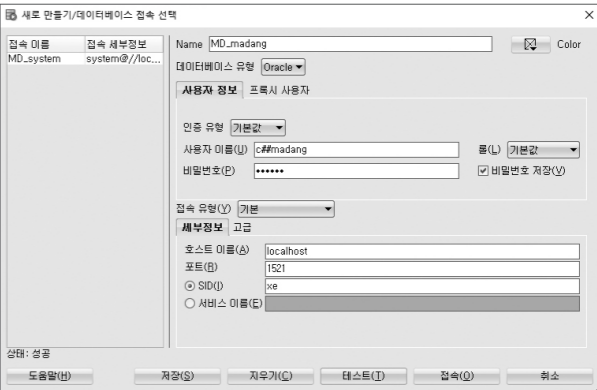 새로 만들기/데이터베이스 접속 선택
접속 이름 접속 세부정보
MD_system system@//loc...
Name MD_madang Color
데이터베이스 유형 Oracle
사용자 정보 프록시 사용자
인증 유형 기본값
사용자 이름(U) c##madang 롤(L) 기본값
비밀번호(P) •••••• 비밀번호 저장(V)
접속 유형(Y) 기본
세부정보 고급
호스트 이름(A) localhost
포트(R) 1521
SID(I) xe
서비스 이름(E)
상태: 성공
도움말(H) 저장(S) 지우기(C) 테스트(T) 접속(O) 취소